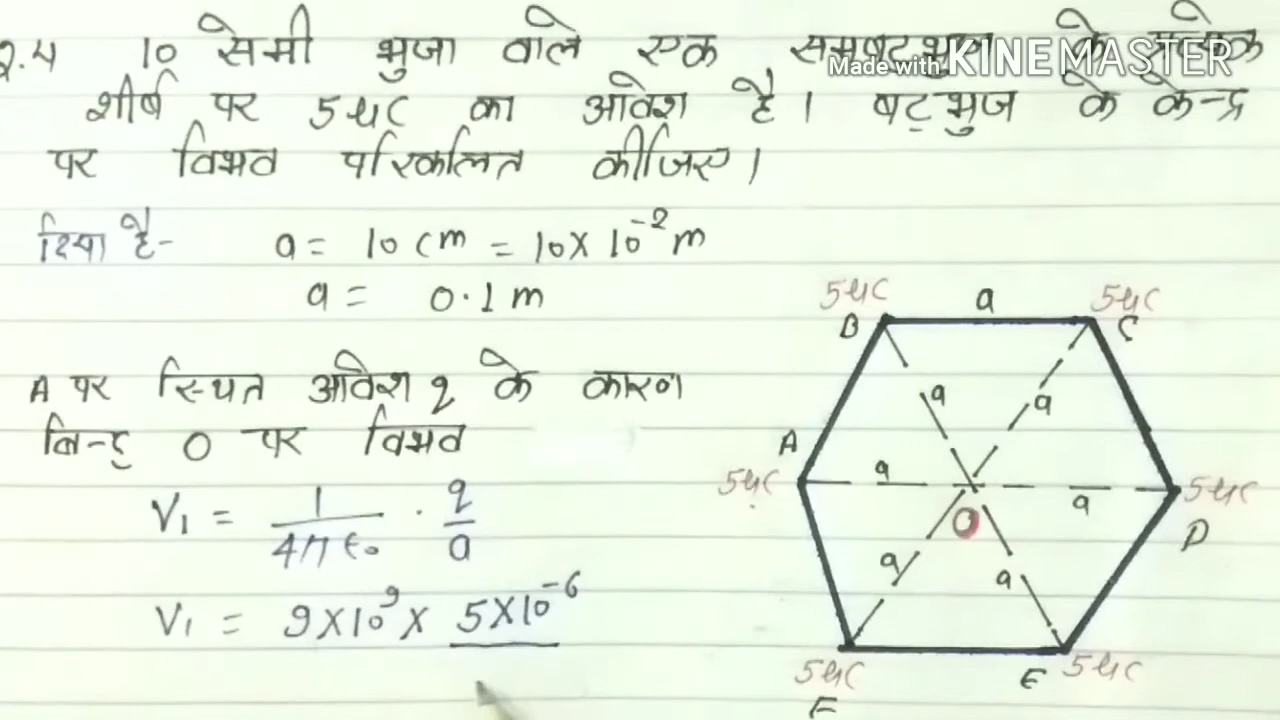 10 सेमी भुजा वाले एक समषट्भुज के प्रत्येक
Made with KINEMASTER
शीर्ष पर 5μC का आवेश है। षट्भुज के केन्द्र
पर विभव परिकलित कीजिए।
दिया है- a = 10 cm = 10×10⁻² m
a = 0.1 m
A पर स्थित आवेश q के कारण
बिन्दु O पर विभव
V₁ = 1/4πϵ₀ · q/a
V₁ = 9×10⁹ × 5×10⁻⁶
5μC a 5μC
B C
a a
A
5μC a a 5μC
O D
a a
5μC E 5μC
F